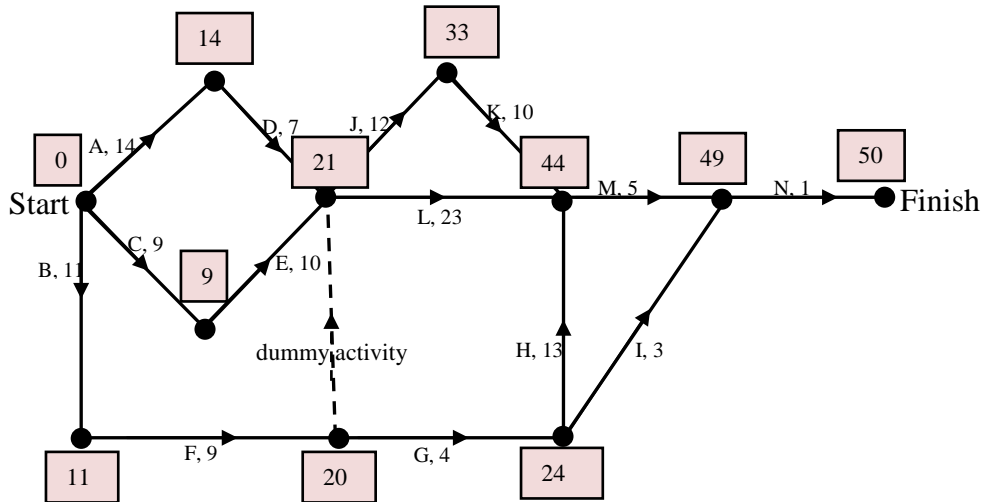 14
33
K, 10
D, 7
J, 12
0
A, 14
21
44
49
50
Start
M, 5
N, 1
Finish
L, 23
C, 9
B, 11
9
E, 10
dummy activity
H, 13
I, 3
F, 9
G, 4
11
20
24